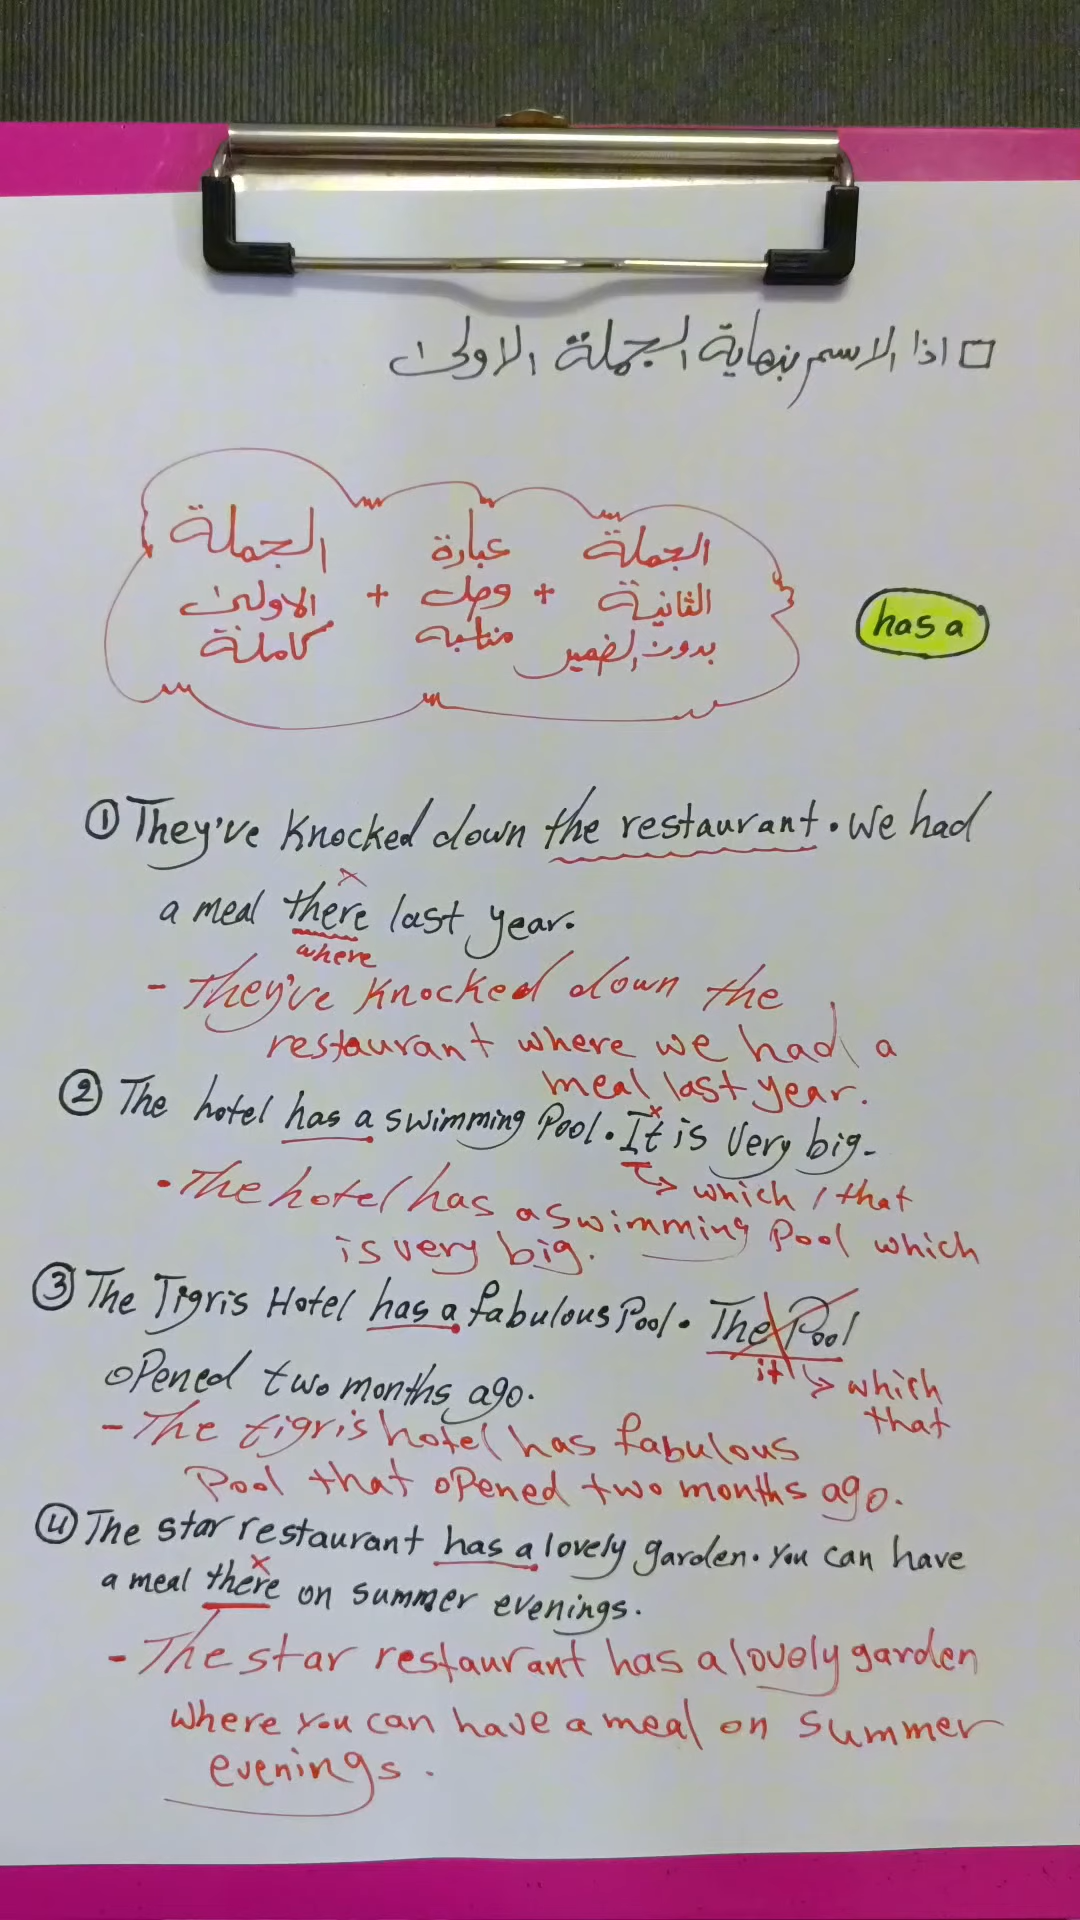 □ اذا الاسم بنهاية الجملة الاولى
الجملة الاولى كاملة + عبارة وصل مناسبه + الجملة الثانية بدون الضمير
has a
① They've Knocked down the restaurant. We had
a meal there last year.
where
- They've Knocked down the
restaurant where we had a
meal last year.
② The hotel has a swimming Pool. It is Very big.
which / that
• The hotel has a swimming Pool which
is very big.
③ The Tigris Hotel has a fabulous Pool. The Pool
it which
that
opened two months ago.
- The tigris hotel has fabulous
Pool that opened two months ago.
④ The star restaurant has a lovely garden. You can have
a meal there on summer evenings.
- The star restaurant has a lovely garden
where you can have a meal on summer
evenings.